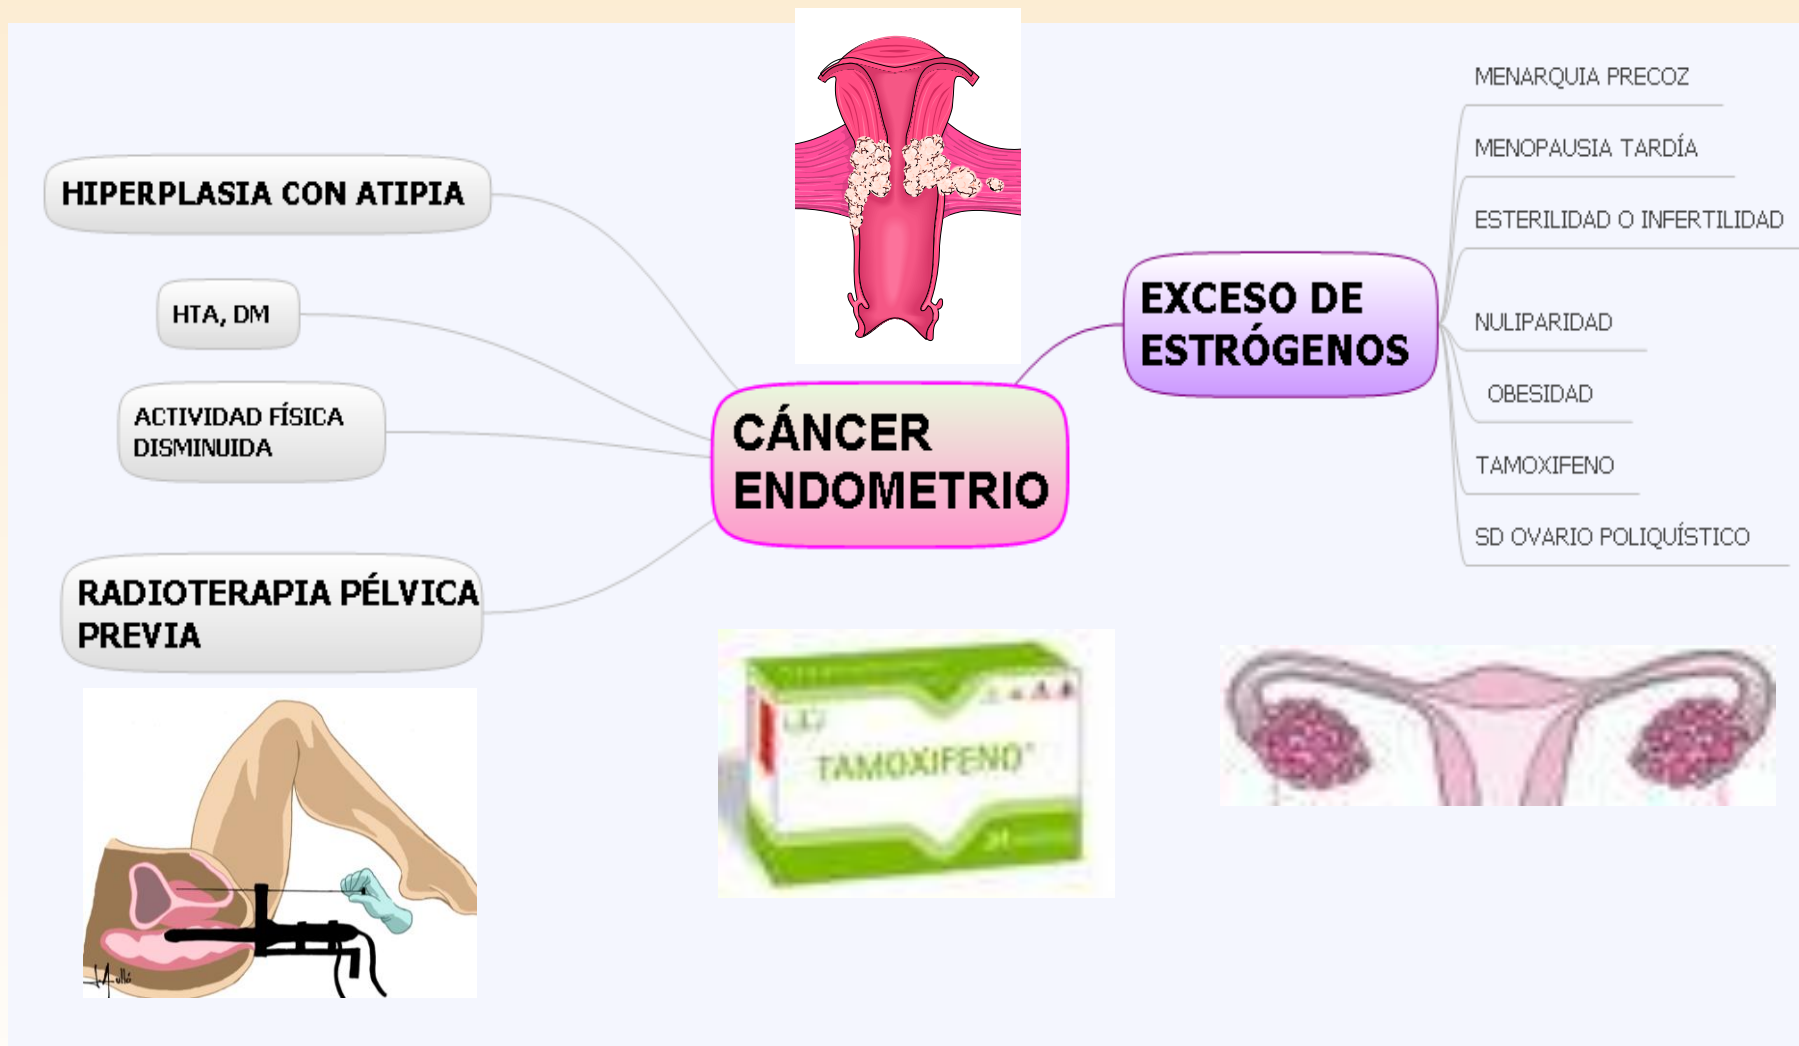 HIPERPLASIA CON ATIPIA
HTA, DM
ACTIVIDAD FÍSICA
DISMINUIDA
RADIOTERAPIA PÉLVICA
PREVIA
CÁNCER
ENDOMETRIO
EXCESO DE
ESTRÓGENOS
MENARQUIA PRECOZ
MENOPAUSIA TARDÍA
ESTERILIDAD O INFERTILIDAD
NULIPARIDAD
OBESIDAD
TAMOXIFENO
SD OVARIO POLIQUÍSTICO
TAMOXIFENO